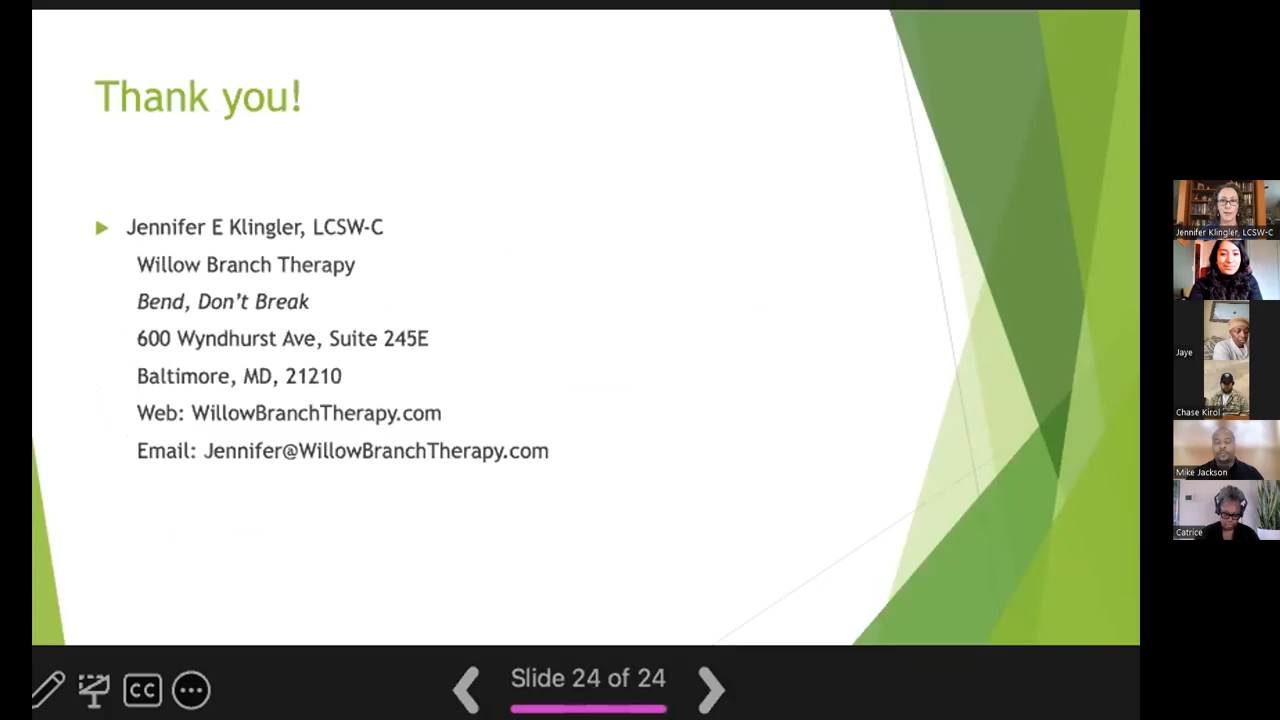 Thank you!
Jennifer E Klingler, LCSW-C
Willow Branch Therapy
Bend, Don't Break
600 Wyndhurst Ave, Suite 245E
Baltimore, MD, 21210
Web: WillowBranchTherapy.com
Email: Jennifer@WillowBranchTherapy.com
CC
Slide 24 of 24
Jennifer Klingler, LCSW-C
Jaye
Chase Kirol
Mike Jackson
Catrice